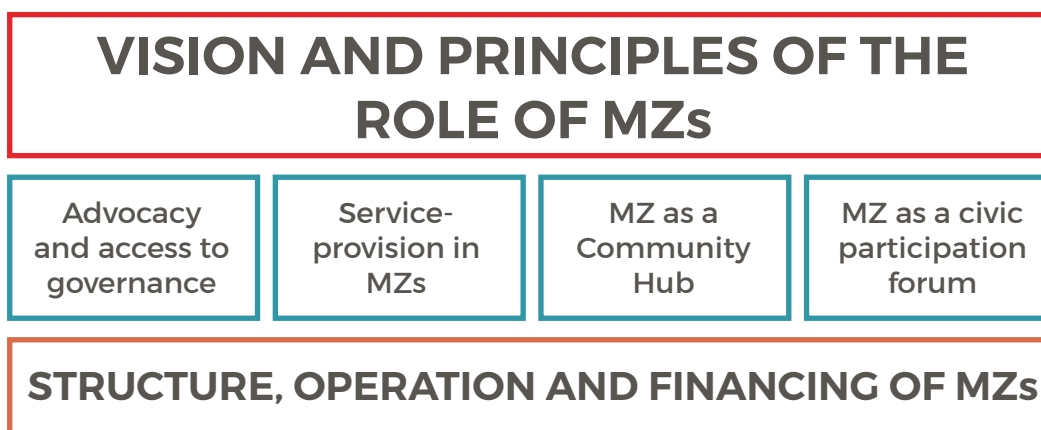 VISION AND PRINCIPLES OF THE
ROLE OF MZs
Advocacy
and access to
governance
Service-
provision in
MZs
MZ as a
Community
Hub
MZ as a civic
participation
forum
STRUCTURE, OPERATION AND FINANCING OF MZs